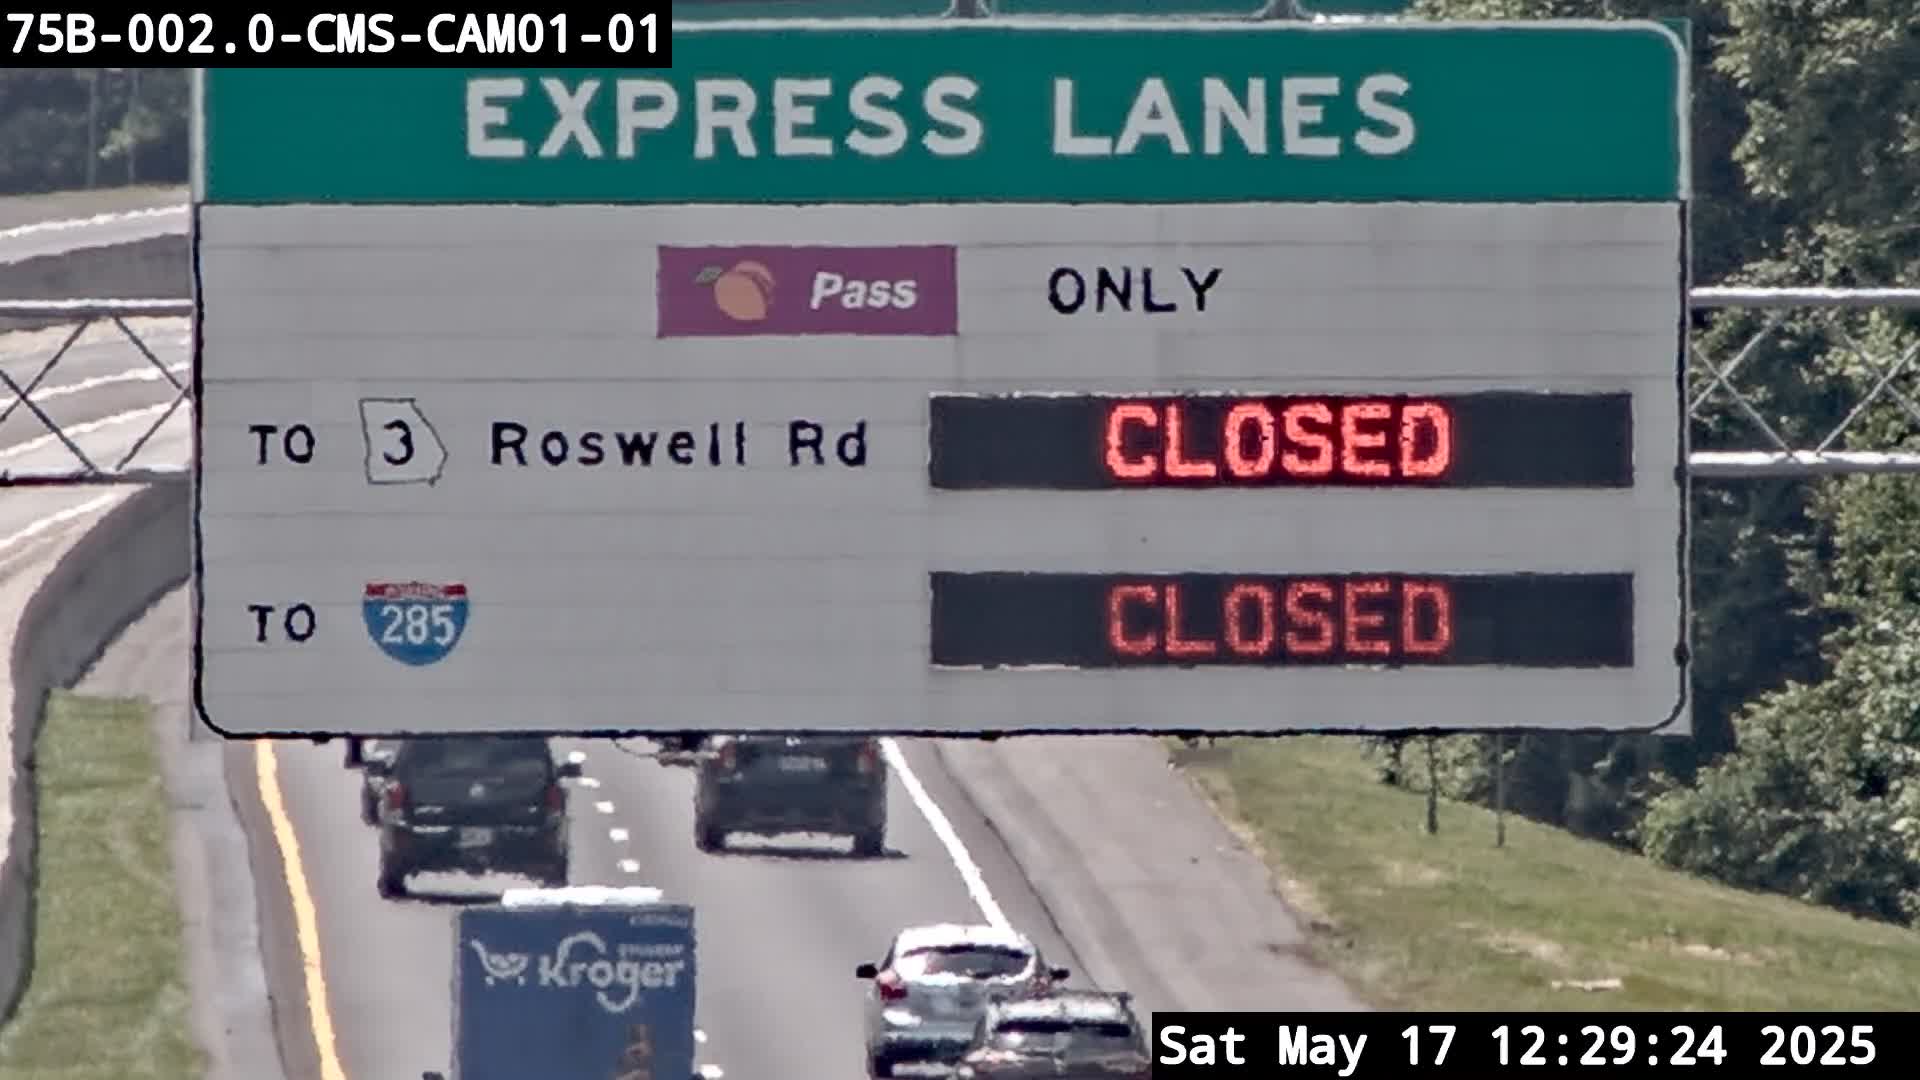 75B-002.0-CMS-CAM01-01
EXPRESS LANES
Pass ONLY
TO 3 Roswell Rd CLOSED
TO 285 CLOSED
Kroger
Sat May 17 12:29:24 2025